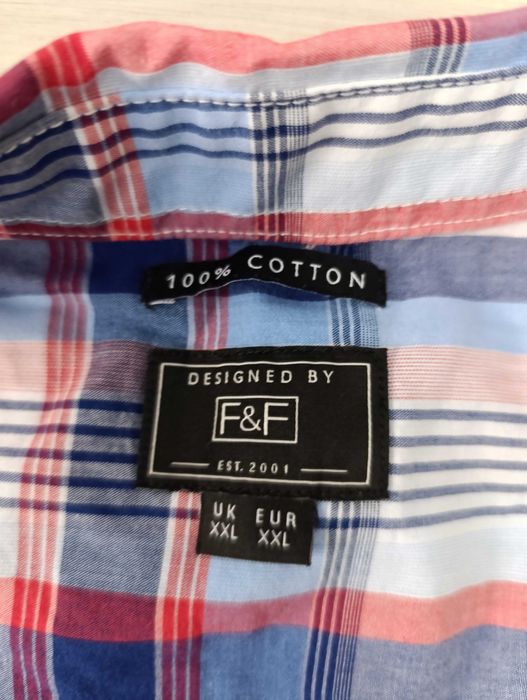 100% COTTON
DESIGNED BY
F&F
EST. 2001
UK EUR
XXL XXL